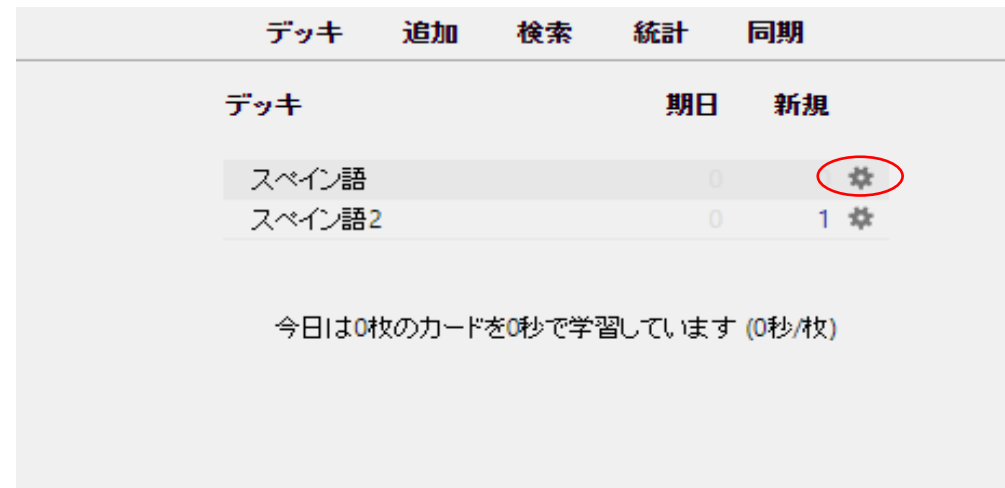 デッキ 追加 検索 統計 同期
デッキ 期日 新規
スペイン語 0
スペイン語2 0 1
今日は0枚のカードを0秒で学習しています (0秒/枚)